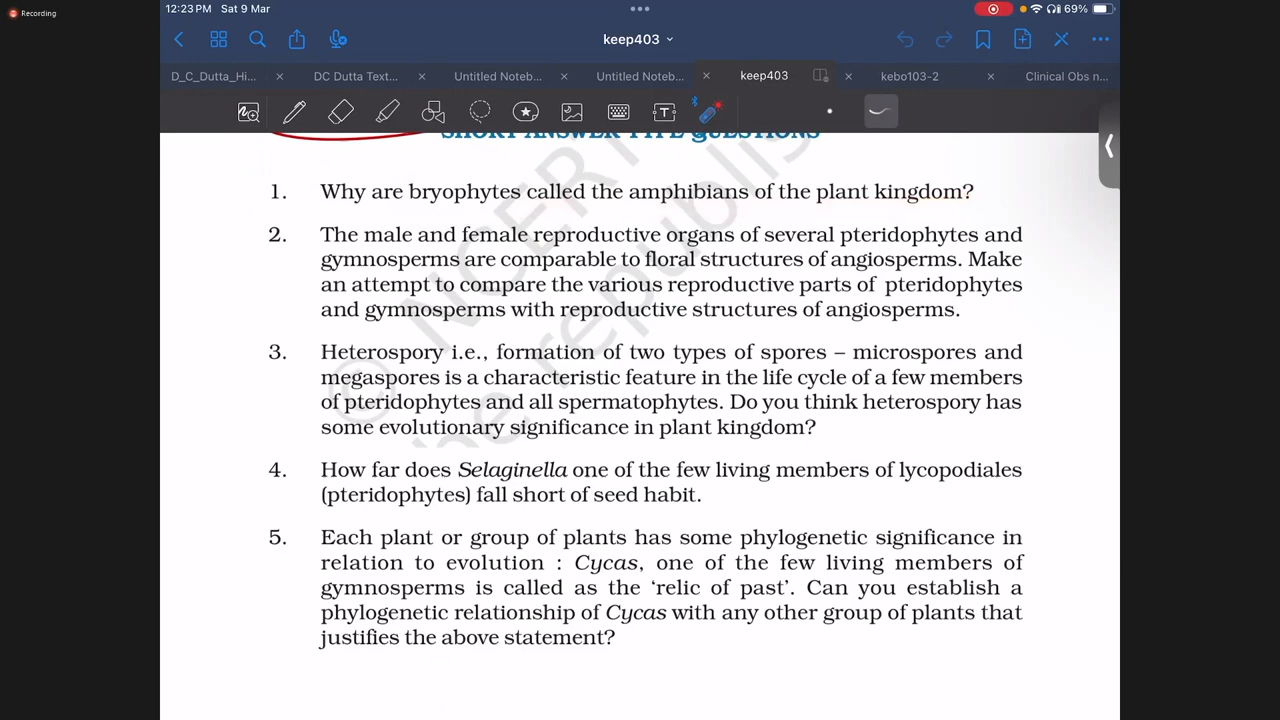 Recording
12:23 PM Sat 9 Mar
69%
keep403
D_C_Dutta_Hi...
DC Dutta Text...
Untitled Noteb...
Untitled Noteb...
keep403
kebo103-2
Clinical Obs n...
SHORT ANSWER TYPE QUESTIONS
1. Why are bryophytes called the amphibians of the plant kingdom?
2. The male and female reproductive organs of several pteridophytes and
gymnosperms are comparable to floral structures of angiosperms. Make
an attempt to compare the various reproductive parts of pteridophytes
and gymnosperms with reproductive structures of angiosperms.
3. Heterospory i.e., formation of two types of spores – microspores and
megaspores is a characteristic feature in the life cycle of a few members
of pteridophytes and all spermatophytes. Do you think heterospory has
some evolutionary significance in plant kingdom?
4. How far does Selaginella one of the few living members of lycopodiales
(pteridophytes) fall short of seed habit.
5. Each plant or group of plants has some phylogenetic significance in
relation to evolution : Cycas, one of the few living members of
gymnosperms is called as the ‘relic of past’. Can you establish a
phylogenetic relationship of Cycas with any other group of plants that
justifies the above statement?
© NCERT
be republis